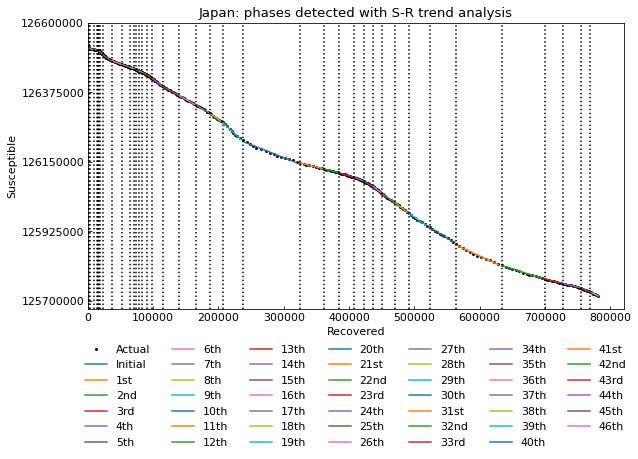 Japan: phases detected with S-R trend analysis
126600000
126375000
126150000
125925000
125700000
Susceptible
0 100000 200000 300000 400000 500000 600000 700000 800000
Recovered
Actual 6th 13th 20th 27th 34th 41st
Initial 7th 14th 21st 28th 35th 42nd
1st 8th 15th 22nd 29th 36th 43rd
2nd 9th 16th 23rd 30th 37th 44th
3rd 10th 17th 24th 31st 38th 45th
4th 11th 18th 25th 32nd 39th 46th
5th 12th 19th 26th 33rd 40th